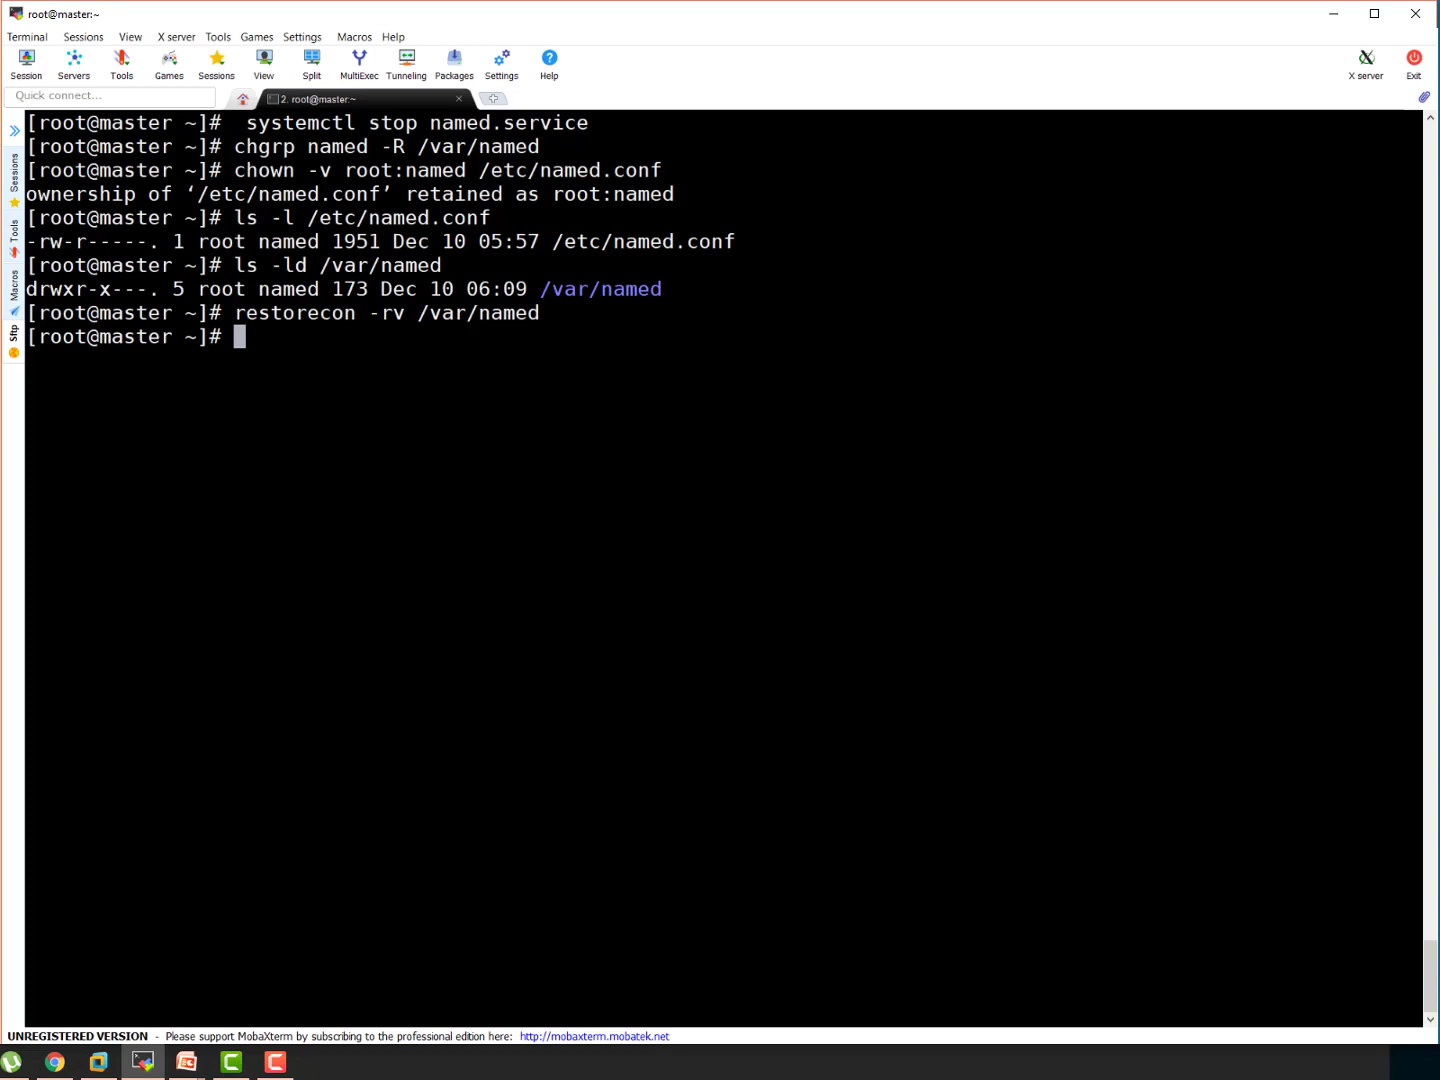 root@master:~
Terminal Sessions View X server Tools Games Settings Macros Help
Session Servers Tools Games Sessions View Split MultiExec Tunneling Packages Settings Help X server Exit
Quick connect...
2. root@master:~
Sessions
Tools
Macros
Sftp
[root@master ~]#  systemctl stop named.service
[root@master ~]# chgrp named -R /var/named
[root@master ~]# chown -v root:named /etc/named.conf
ownership of ‘/etc/named.conf’ retained as root:named
[root@master ~]# ls -l /etc/named.conf
-rw-r-----. 1 root named 1951 Dec 10 05:57 /etc/named.conf
[root@master ~]# ls -ld /var/named
drwxr-x---. 5 root named 173 Dec 10 06:09 /var/named
[root@master ~]# restorecon -rv /var/named
[root@master ~]#
UNREGISTERED VERSION - Please support MobaXterm by subscribing to the professional edition here: http://mobaxterm.mobatek.net